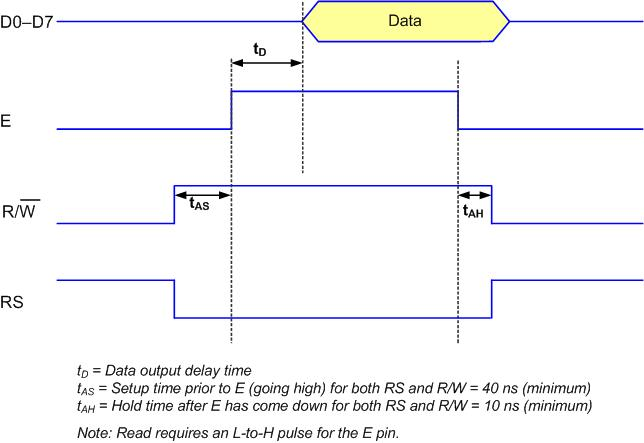 D0–D7
Data
tD
E
R/W̅
tAS
tAH
RS
tD = Data output delay time
tAS = Setup time prior to E (going high) for both RS and R/W = 40 ns (minimum)
tAH = Hold time after E has come down for both RS and R/W = 10 ns (minimum)
Note: Read requires an L-to-H pulse for the E pin.